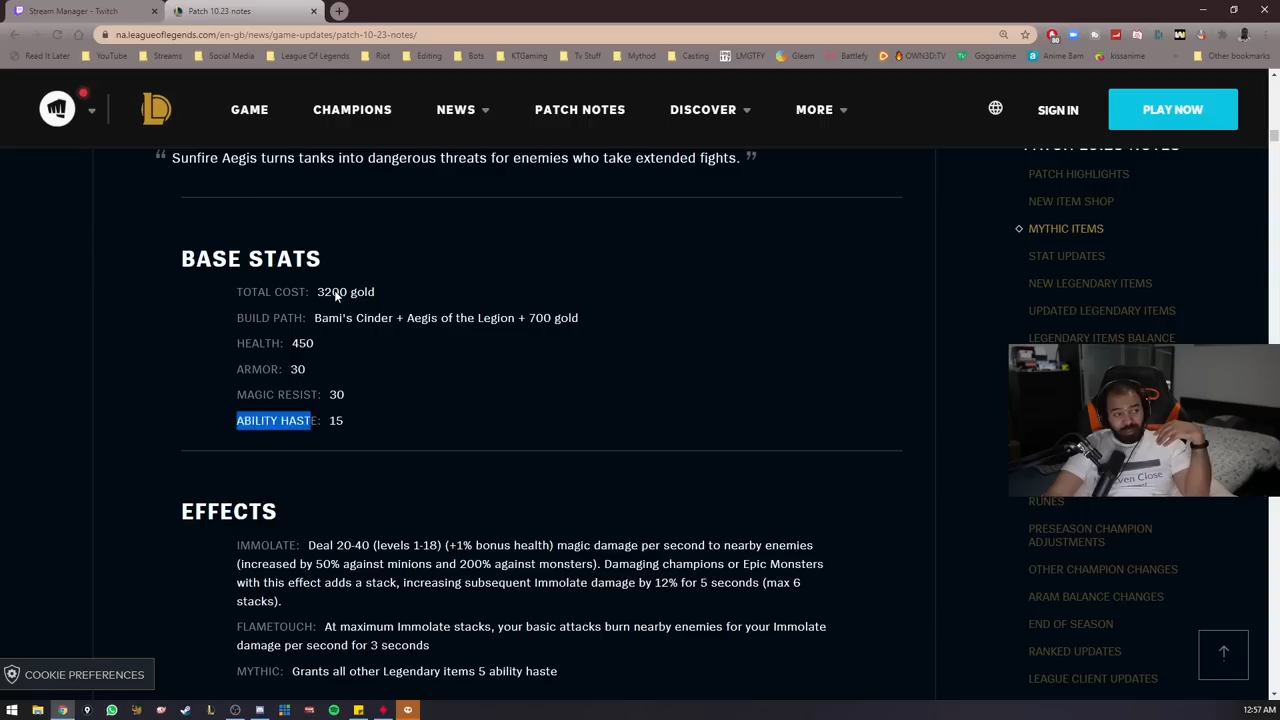 Stream Manager - Twitch
Patch 10.23 notes
na.leagueoflegends.com/en-gb/news/game-updates/patch-10-23-notes/
Read It Later YouTube Streams Social Media League Of Legends Riot Editing Bots KTGaming Tv Stuff Mythod Casting LMGTFY Gleam Battlefy OWN3D:TV Gogoanime Anime Bam kissanime Other bookmarks
GAME CHAMPIONS NEWS PATCH NOTES DISCOVER MORE SIGN IN PLAY NOW
“ Sunfire Aegis turns tanks into dangerous threats for enemies who take extended fights. ”
BASE STATS
TOTAL COST: 3200 gold
BUILD PATH: Bami's Cinder + Aegis of the Legion + 700 gold
HEALTH: 450
ARMOR: 30
MAGIC RESIST: 30
ABILITY HASTE: 15
EFFECTS
IMMOLATE: Deal 20-40 (levels 1-18) (+1% bonus health) magic damage per second to nearby enemies
(increased by 50% against minions and 200% against monsters). Damaging champions or Epic Monsters
with this effect adds a stack, increasing subsequent Immolate damage by 12% for 5 seconds (max 6
stacks).
FLAMETOUCH: At maximum Immolate stacks, your basic attacks burn nearby enemies for your Immolate
damage per second for 3 seconds
MYTHIC: Grants all other Legendary items 5 ability haste
PATCH 10.23 NOTES
PATCH HIGHLIGHTS
NEW ITEM SHOP
MYTHIC ITEMS
STAT UPDATES
NEW LEGENDARY ITEMS
UPDATED LEGENDARY ITEMS
LEGENDARY ITEMS BALANCE
RUNES
PRESEASON CHAMPION
ADJUSTMENTS
OTHER CHAMPION CHANGES
ARAM BALANCE CHANGES
END OF SEASON
RANKED UPDATES
LEAGUE CLIENT UPDATES
COOKIE PREFERENCES
12:57 AM